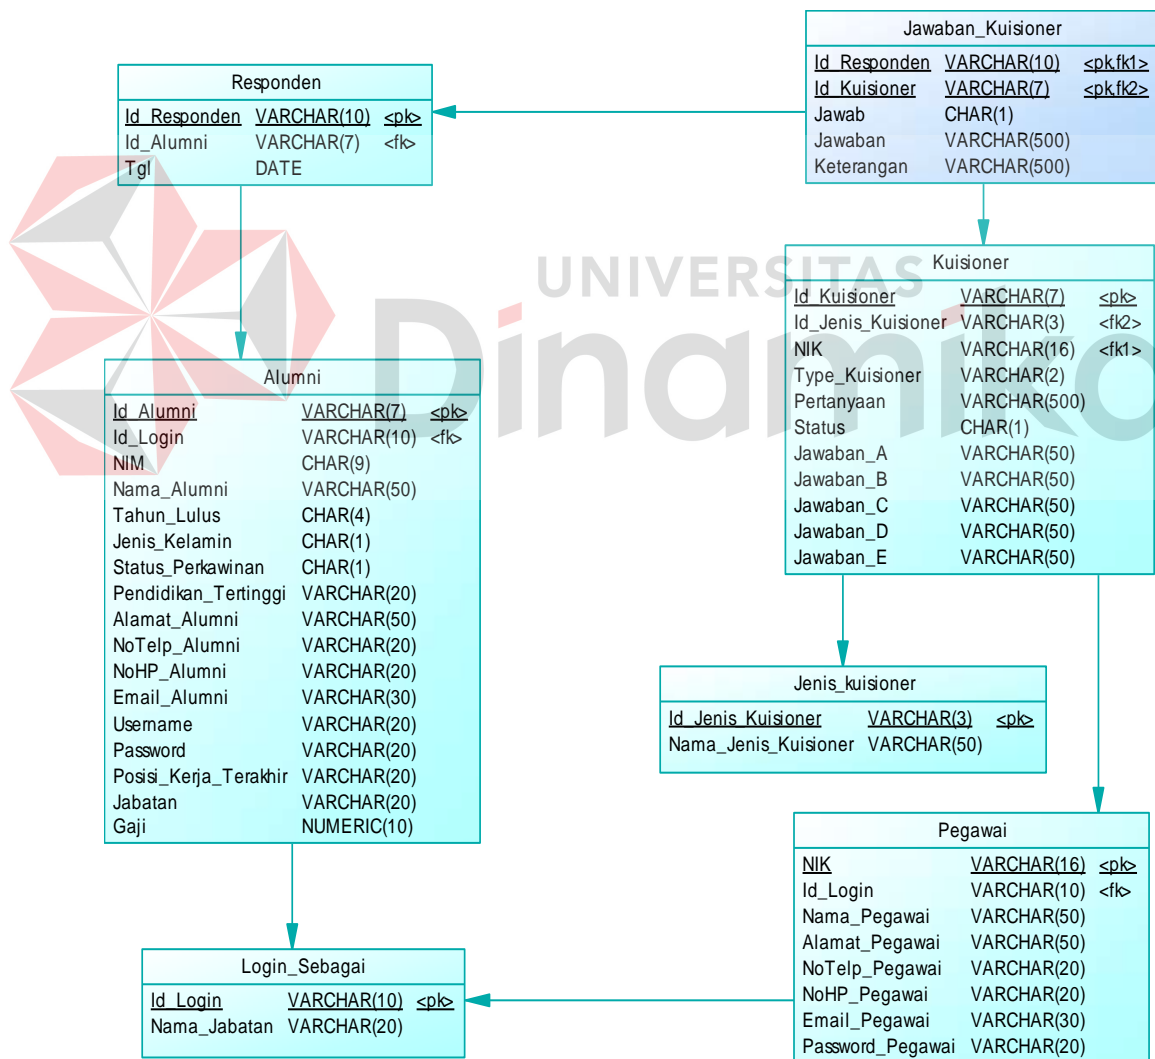 Jawaban_Kuisioner
Id_Responden VARCHAR(10) <pk,fk1>
Id_Kuisioner VARCHAR(7) <pk,fk2>
Jawab CHAR(1)
Jawaban VARCHAR(500)
Keterangan VARCHAR(500)
Responden
Id_Responden VARCHAR(10) <pk>
Id_Alumni VARCHAR(7) <fk>
Tgl DATE
UNIVERSITAS
Dinamika
Kuisioner
Id_Kuisioner VARCHAR(7) <pk>
Id_Jenis_Kuisioner VARCHAR(3) <fk2>
NIK VARCHAR(16) <fk1>
Type_Kuisioner VARCHAR(2)
Pertanyaan VARCHAR(500)
Status CHAR(1)
Jawaban_A VARCHAR(50)
Jawaban_B VARCHAR(50)
Jawaban_C VARCHAR(50)
Jawaban_D VARCHAR(50)
Jawaban_E VARCHAR(50)
Alumni
Id_Alumni VARCHAR(7) <pk>
Id_Login VARCHAR(10) <fk>
NIM CHAR(9)
Nama_Alumni VARCHAR(50)
Tahun_Lulus CHAR(4)
Jenis_Kelamin CHAR(1)
Status_Perkawinan CHAR(1)
Pendidikan_Tertinggi VARCHAR(20)
Alamat_Alumni VARCHAR(50)
NoTelp_Alumni VARCHAR(20)
NoHP_Alumni VARCHAR(20)
Email_Alumni VARCHAR(30)
Username VARCHAR(20)
Password VARCHAR(20)
Posisi_Kerja_Terakhir VARCHAR(20)
Jabatan VARCHAR(20)
Gaji NUMERIC(10)
Jenis_kuisioner
Id_Jenis_Kuisioner VARCHAR(3) <pk>
Nama_Jenis_Kuisioner VARCHAR(50)
Pegawai
NIK VARCHAR(16) <pk>
Id_Login VARCHAR(10) <fk>
Nama_Pegawai VARCHAR(50)
Alamat_Pegawai VARCHAR(50)
NoTelp_Pegawai VARCHAR(20)
NoHP_Pegawai VARCHAR(20)
Email_Pegawai VARCHAR(30)
Password_Pegawai VARCHAR(20)
Login_Sebagai
Id_Login VARCHAR(10) <pk>
Nama_Jabatan VARCHAR(20)